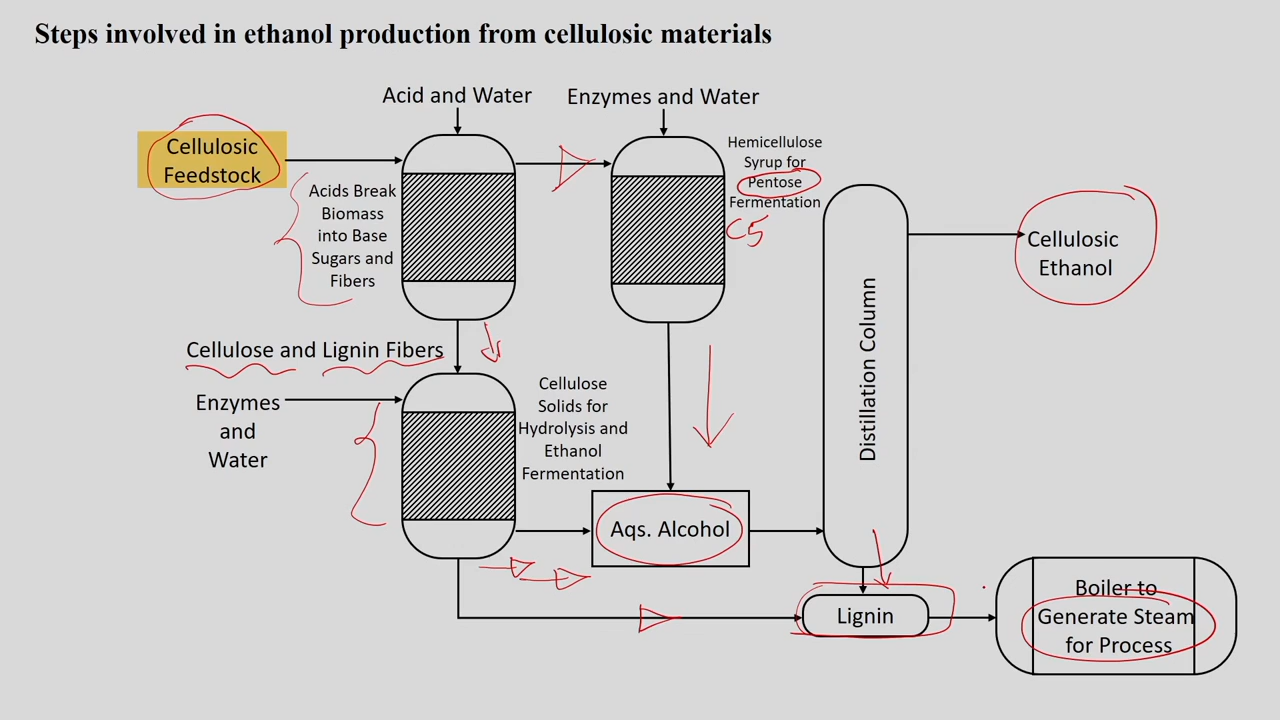 Steps involved in ethanol production from cellulosic materials
Acid and Water
Enzymes and Water
Cellulosic
Feedstock
Acids Break
Biomass
into Base
Sugars and
Fibers
Hemicellulose
Syrup for
Pentose
Fermentation
C5
Distillation Column
Cellulosic
Ethanol
Cellulose and Lignin Fibers
Enzymes
and
Water
Cellulose
Solids for
Hydrolysis and
Ethanol
Fermentation
Aqs. Alcohol
Lignin
Boiler to
Generate Steam
for Process